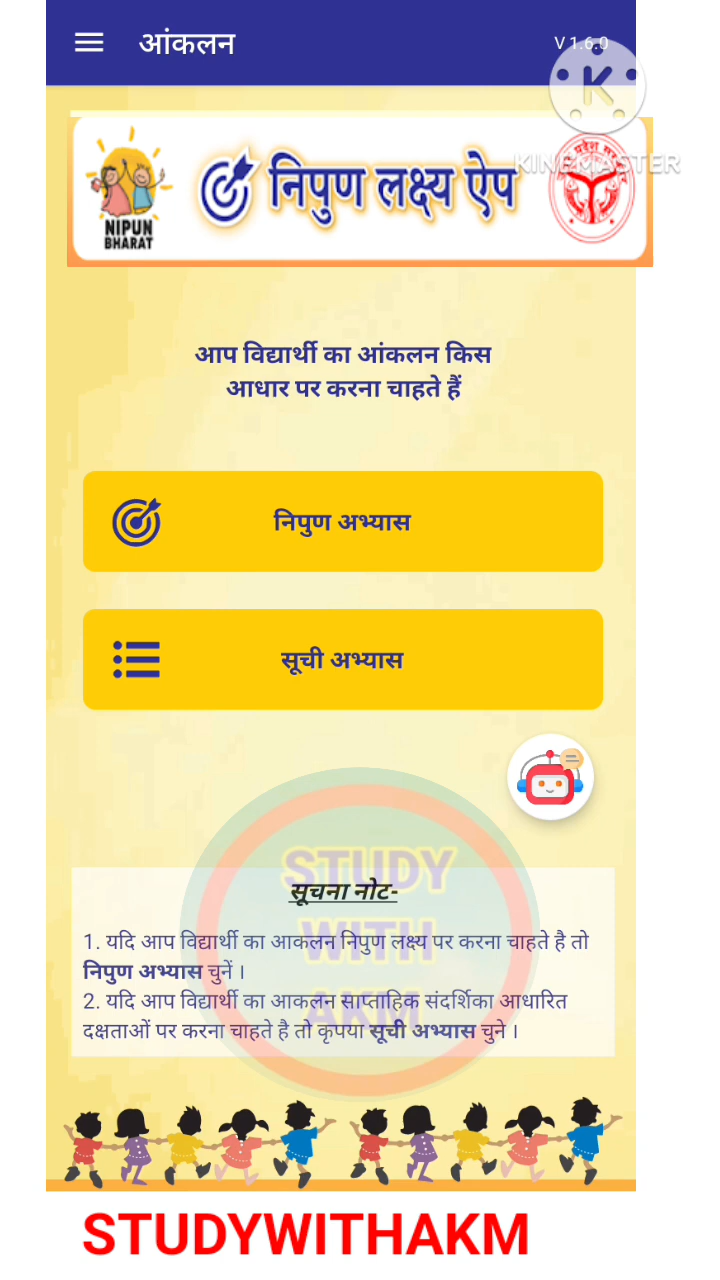 आंकलन
V 1.6.0
KINEMASTER
निपुण लक्ष्य ऐप
NIPUN
BHARAT
आप विद्यार्थी का आंकलन किस
आधार पर करना चाहते हैं
निपुण अभ्यास
सूची अभ्यास
STUDY
WITH
AKM
सूचना नोट-
1. यदि आप विद्यार्थी का आकलन निपुण लक्ष्य पर करना चाहते है तो
निपुण अभ्यास चुनें ।
2. यदि आप विद्यार्थी का आकलन साप्ताहिक संदर्शिका आधारित
दक्षताओं पर करना चाहते है तो कृपया सूची अभ्यास चुने ।
STUDYWITHAKM